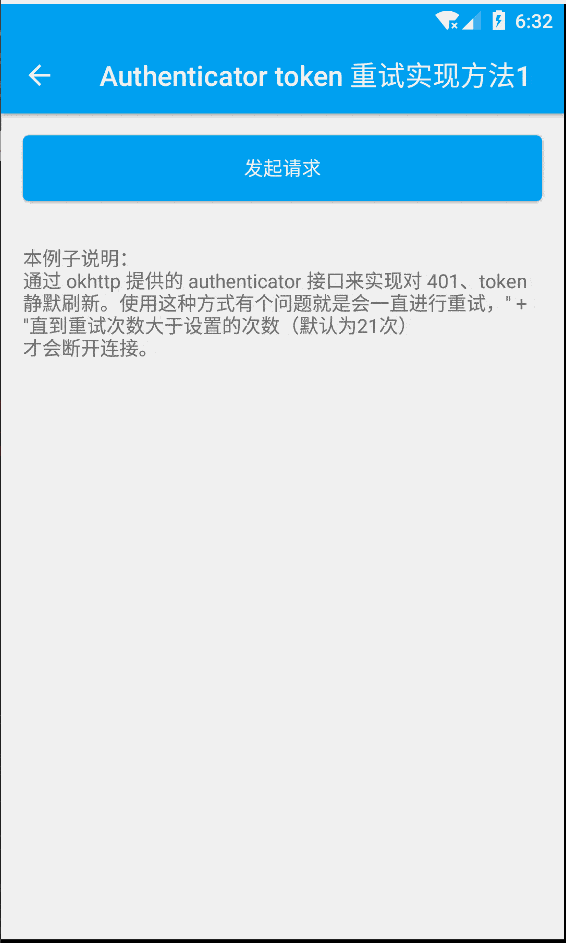 6:32
Authenticator token 重试实现方法1
发起请求
本例子说明：
通过 okhttp 提供的 authenticator 接口来实现对 401、token
静默刷新。使用这种方式有个问题就是会一直进行重试，" +
"直到重试次数大于设置的次数（默认为21次）
才会断开连接。